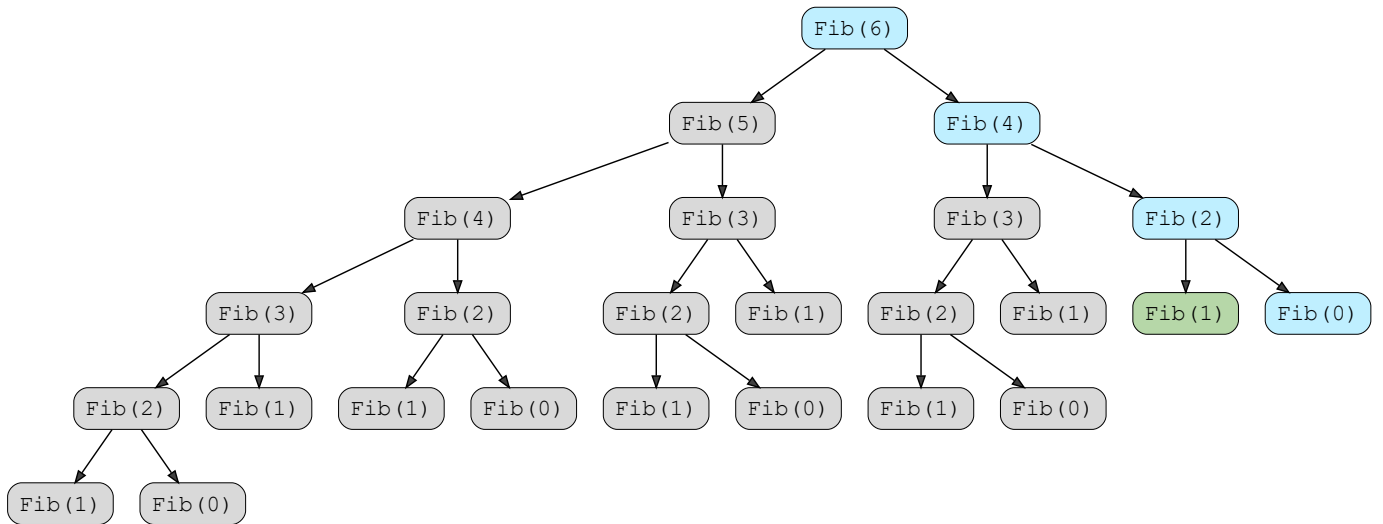 Fib(6)
Fib(5) Fib(4)
Fib(4) Fib(3) Fib(3) Fib(2)
Fib(3) Fib(2) Fib(2) Fib(1) Fib(2) Fib(1) Fib(1) Fib(0)
Fib(2) Fib(1) Fib(1) Fib(0) Fib(1) Fib(0) Fib(1) Fib(0)
Fib(1) Fib(0)